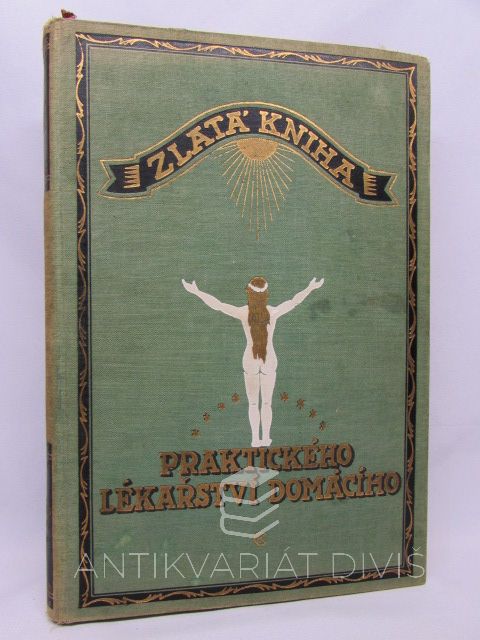 ZLATÁ KNIHA
PRAKTICKÉHO
LÉKAŘSTVÍ DOMÁCÍHO
ANTIKVARIÁT DIVIŠ